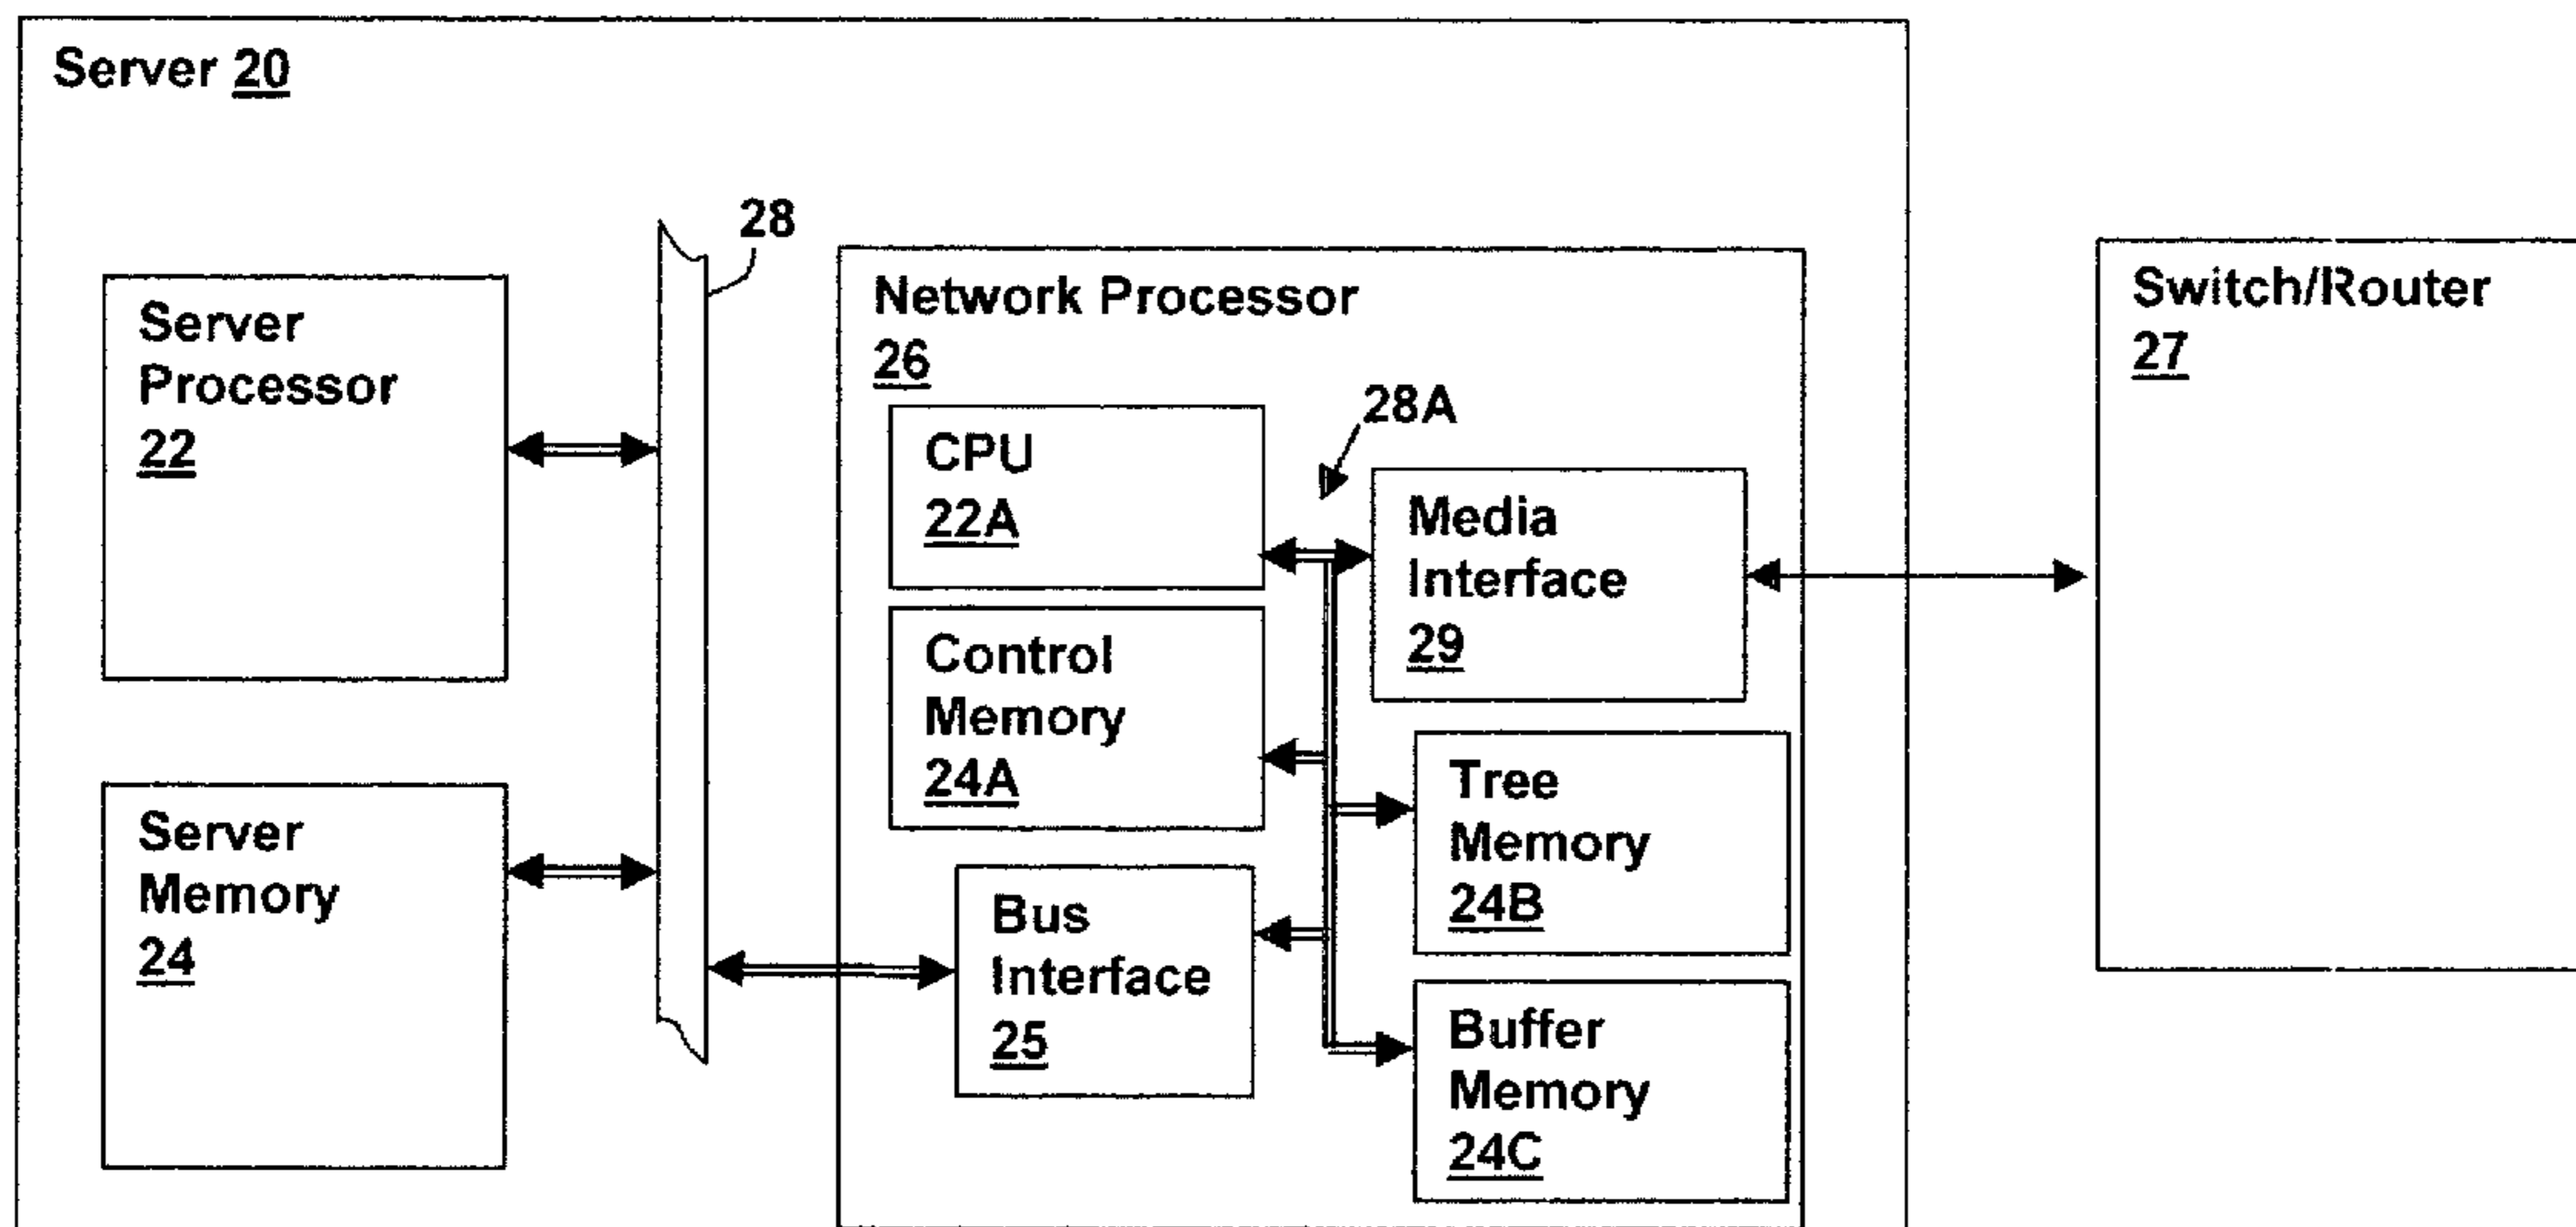 Server 20
28
Server
Processor
22
Server
Memory
24
Network Processor
26
28A
CPU
22A
Control
Memory
24A
Bus
Interface
25
Media
Interface
29
Tree
Memory
24B
Buffer
Memory
24C
Switch/Router
27